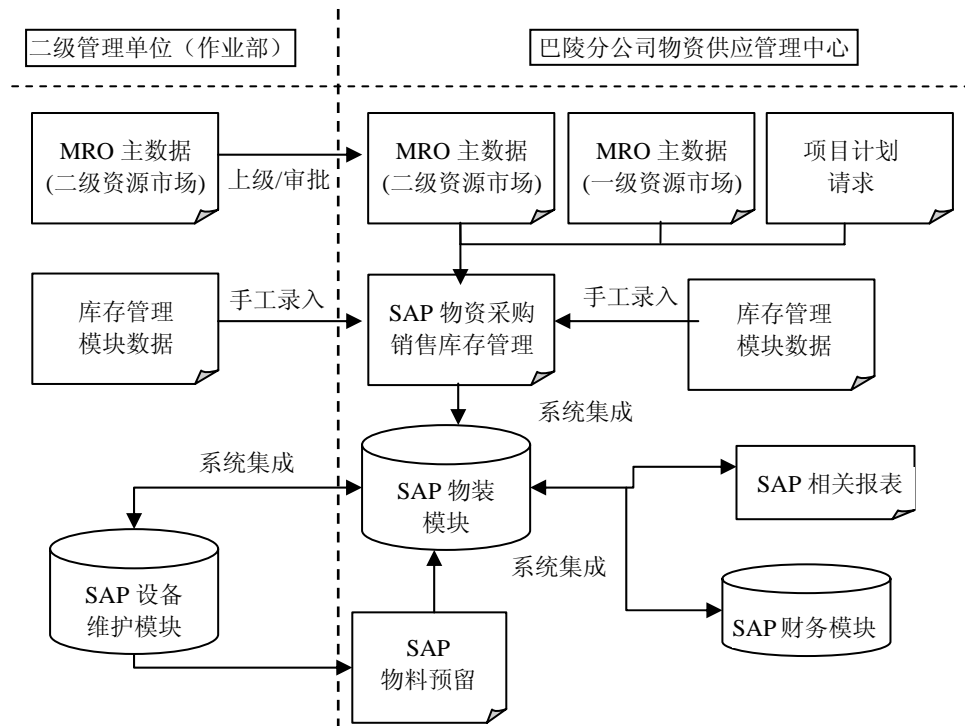 二级管理单位（作业部）
巴陵分公司物资供应管理中心
MRO 主数据
(二级资源市场)
上级/审批
MRO 主数据
(二级资源市场)
MRO 主数据
(一级资源市场)
项目计划
请求
库存管理
模块数据
手工录入
SAP 物资采购
销售库存管理
手工录入
库存管理
模块数据
系统集成
系统集成
SAP 物装
模块
SAP 相关报表
系统集成
SAP 设备
维护模块
SAP
物料预留
SAP 财务模块